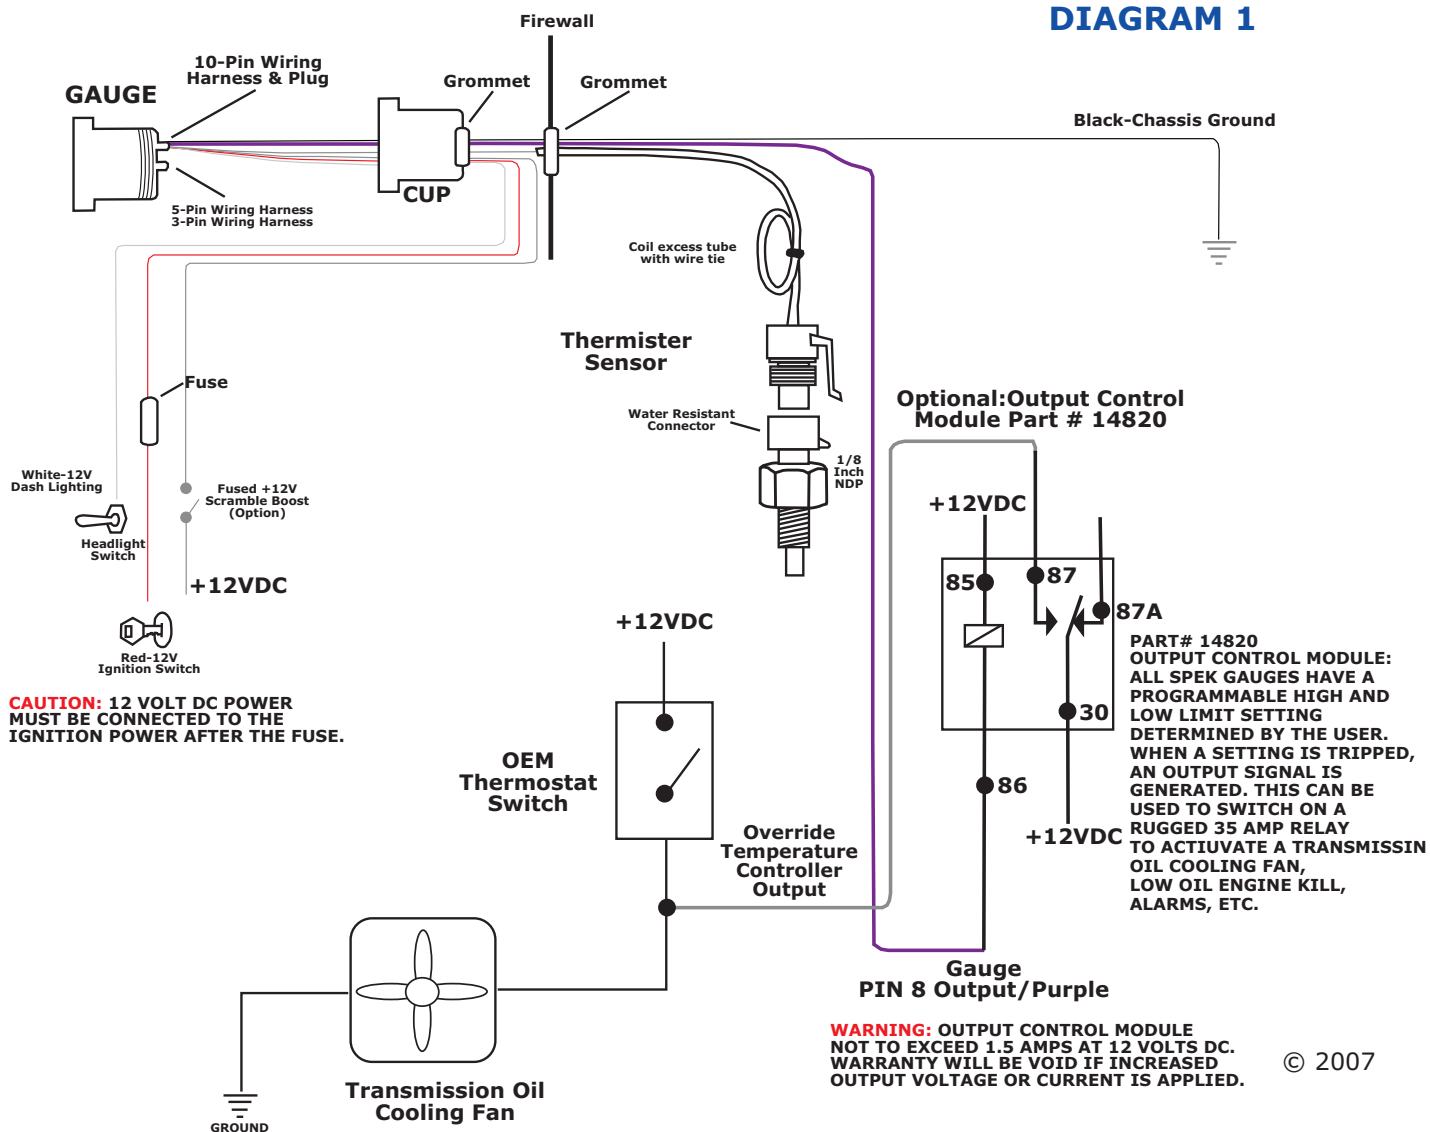 DIAGRAM 1
Firewall
10-Pin Wiring
Harness & Plug
Grommet
Grommet
GAUGE
Black-Chassis Ground
CUP
5-Pin Wiring Harness
3-Pin Wiring Harness
Coil excess tube
with wire tie
Thermister
Sensor
Fuse
Optional:Output Control
Module Part # 14820
Water Resistant
Connector
1/8
Inch
NDP
White-12V
Dash Lighting
Fused +12V
Scramble Boost
(Option)
+12VDC
Headlight
Switch
+12VDC
85
87
87A
+12VDC
Red-12V
Ignition Switch
PART# 14820
OUTPUT CONTROL MODULE:
ALL SPEK GAUGES HAVE A
PROGRAMMABLE HIGH AND
LOW LIMIT SETTING
DETERMINED BY THE USER.
WHEN A SETTING IS TRIPPED,
AN OUTPUT SIGNAL IS
GENERATED. THIS CAN BE
USED TO SWITCH ON A
RUGGED 35 AMP RELAY
TO ACTIUVATE A TRANSMISSIN
OIL COOLING FAN,
LOW OIL ENGINE KILL,
ALARMS, ETC.
30
CAUTION: 12 VOLT DC POWER
MUST BE CONNECTED TO THE
IGNITION POWER AFTER THE FUSE.
OEM
Thermostat
Switch
86
+12VDC
Override
Temperature
Controller
Output
Gauge
PIN 8 Output/Purple
WARNING: OUTPUT CONTROL MODULE
NOT TO EXCEED 1.5 AMPS AT 12 VOLTS DC.
WARRANTY WILL BE VOID IF INCREASED
OUTPUT VOLTAGE OR CURRENT IS APPLIED.
© 2007
Transmission Oil
Cooling Fan
GROUND